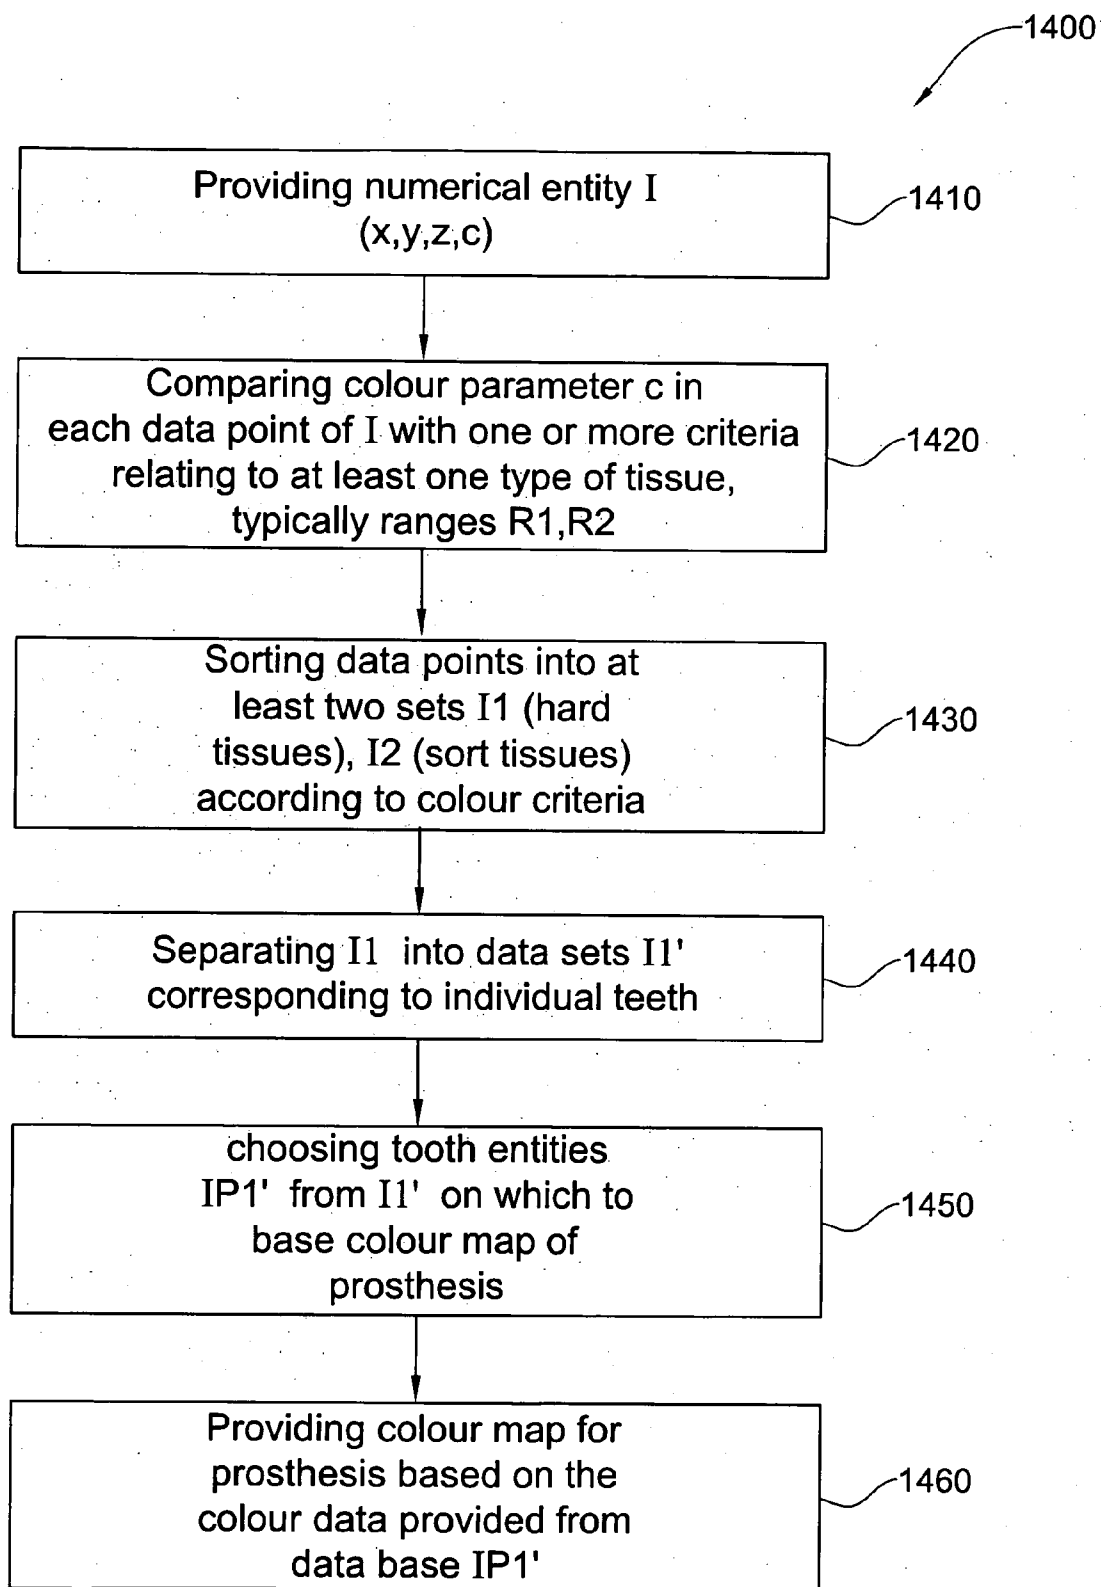 1400
Providing numerical entity I
(x,y,z,c)
1410
Comparing colour parameter c in
each data point of I with one or more criteria
relating to at least one type of tissue,
typically ranges R1,R2
1420
Sorting data points into at
least two sets I1 (hard
tissues), I2 (sort tissues)
according to colour criteria
1430
Separating I1 into data sets I1'
corresponding to individual teeth
1440
choosing tooth entities
IP1' from I1' on which to
base colour map of
prosthesis
1450
Providing colour map for
prosthesis based on the
colour data provided from
data base IP1'
1460